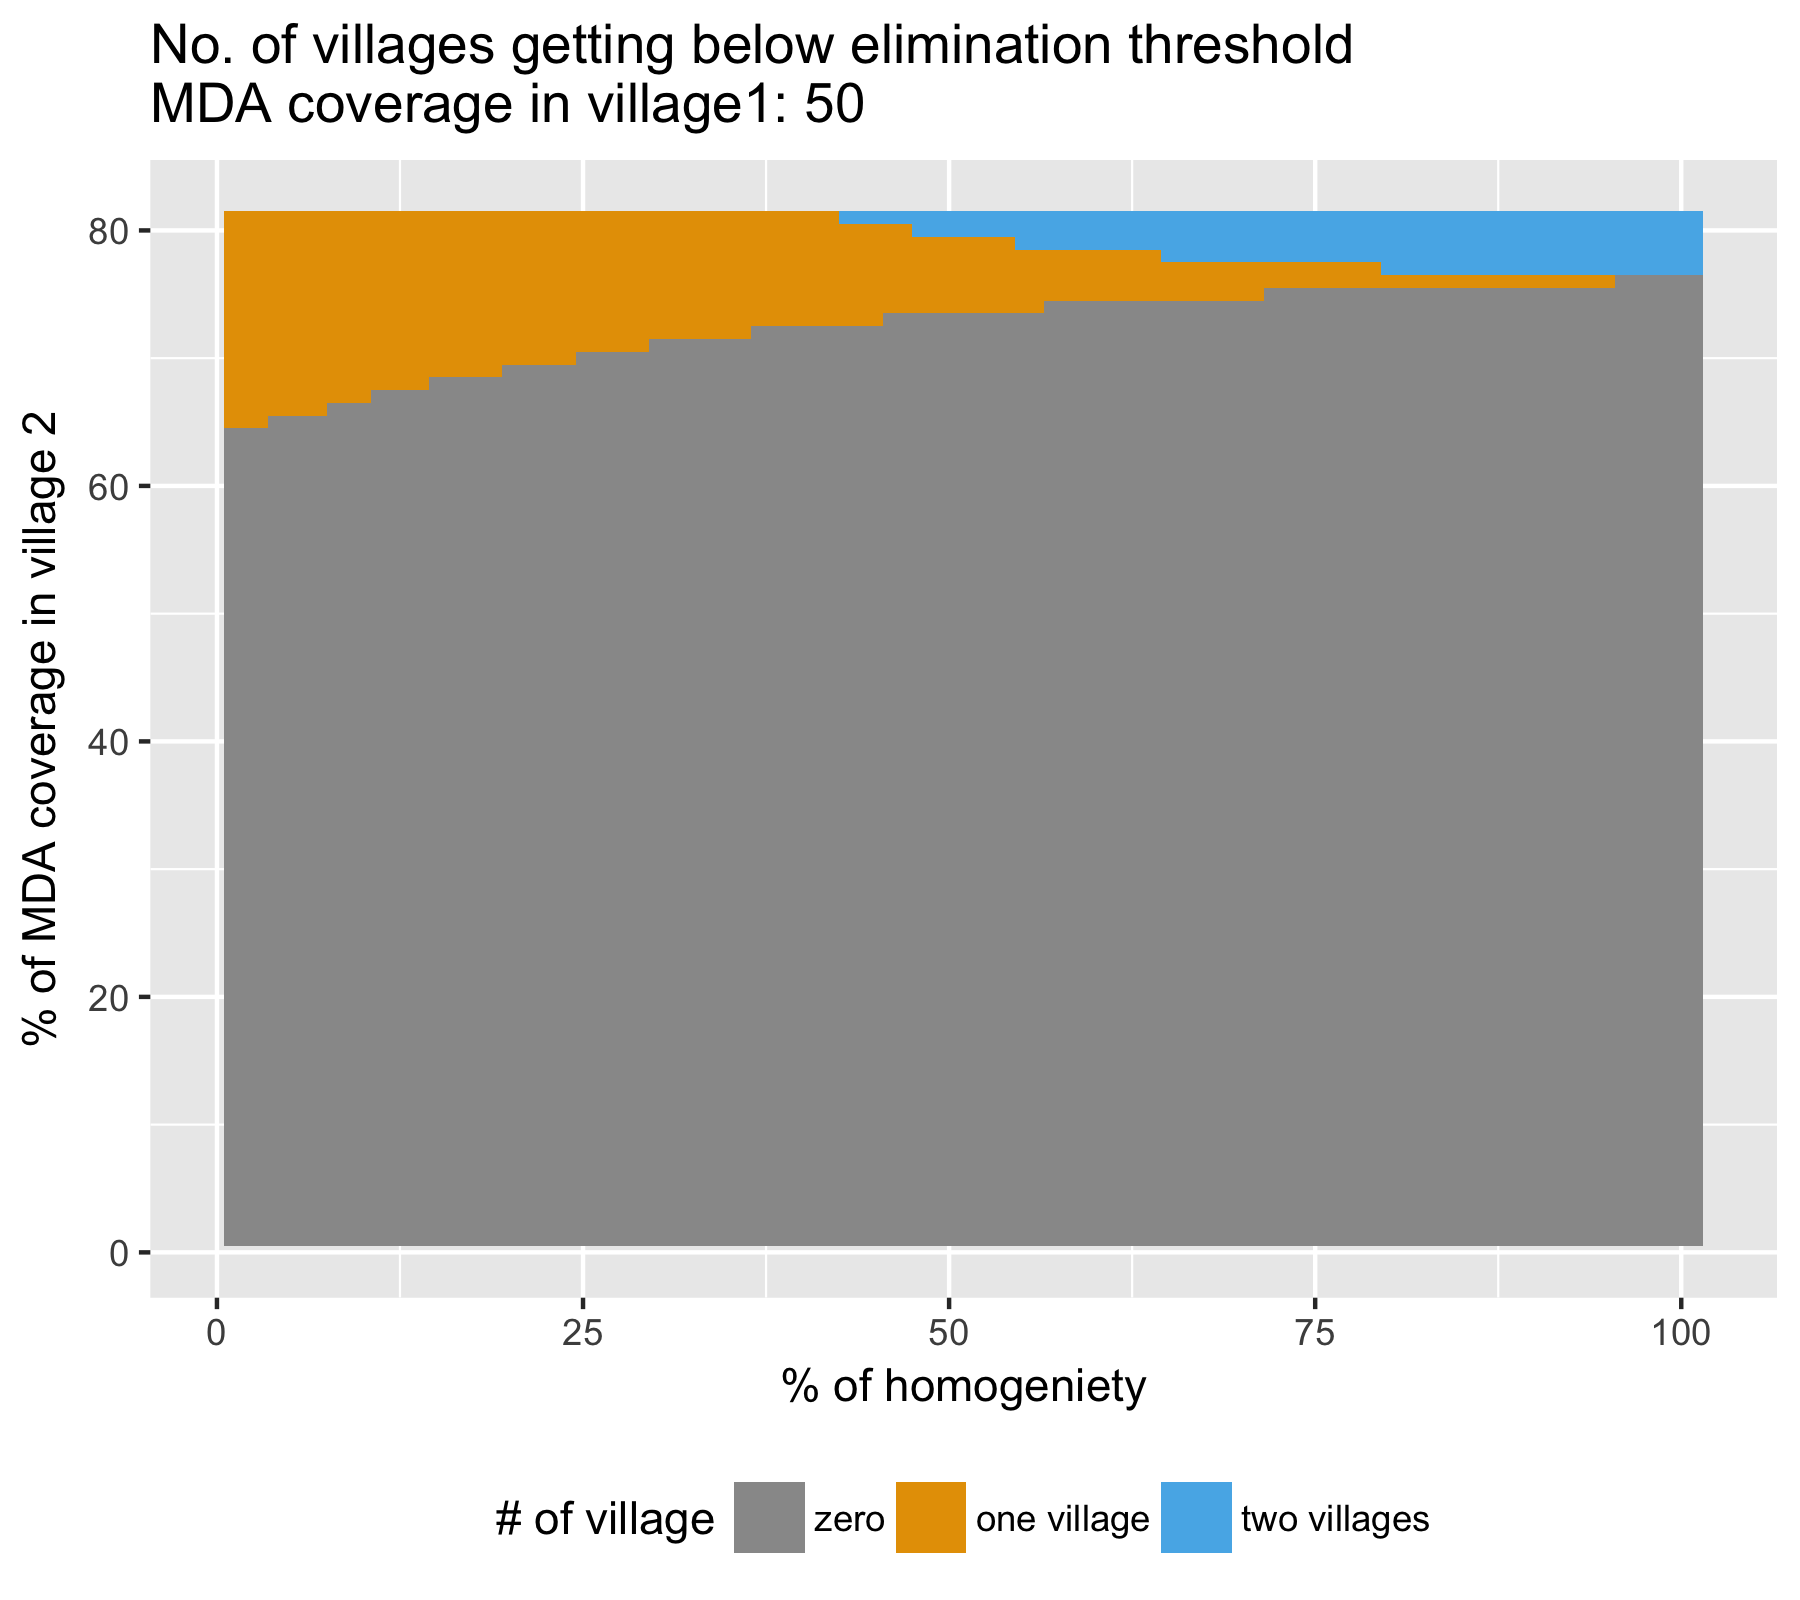 No. of villages getting below elimination threshold
MDA coverage in village1: 50
% of MDA coverage in village 2
80
60
40
20
0
0 25 50 75 100
% of homogeniety
# of village zero one village two villages